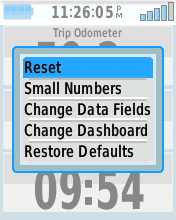 11:26:05 PM
Trip Odometer
Reset
Small Numbers
Change Data Fields
Change Dashboard
Restore Defaults
09:54